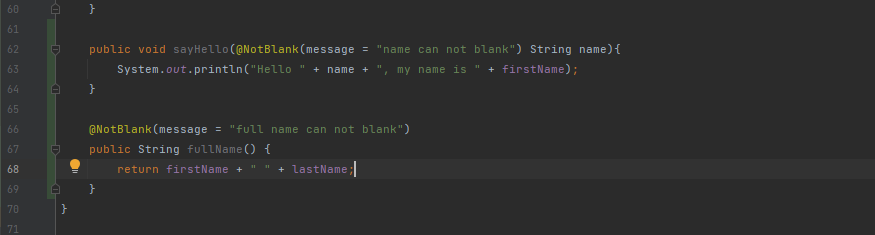 60 }
61
62 public void sayHello(@NotBlank(message = "name can not blank") String name){
63 System.out.println("Hello " + name + ", my name is " + firstName);
64 }
65
66 @NotBlank(message = "full name can not blank")
67 public String fullName() {
68 return firstName + " " + lastName;
69 }
70 }
71